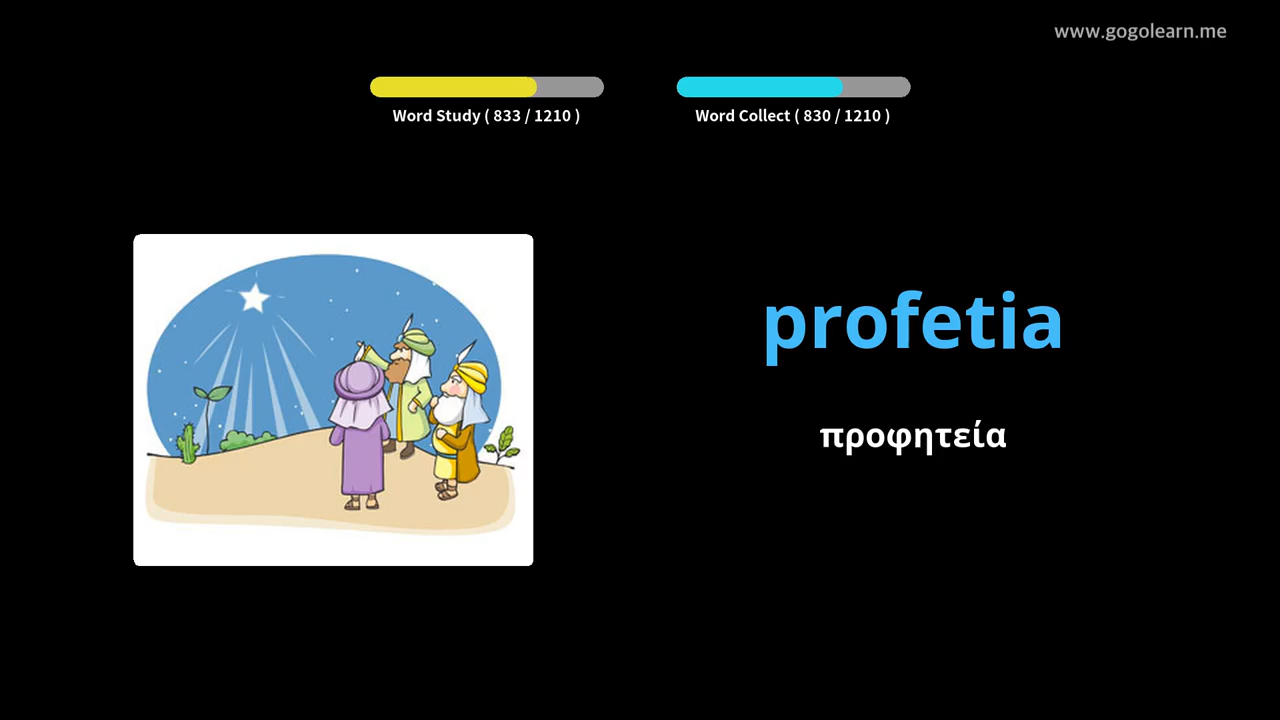 www.gogolearn.me
Word Study ( 833 / 1210 )
Word Collect ( 830 / 1210 )
profetia
προφητεία